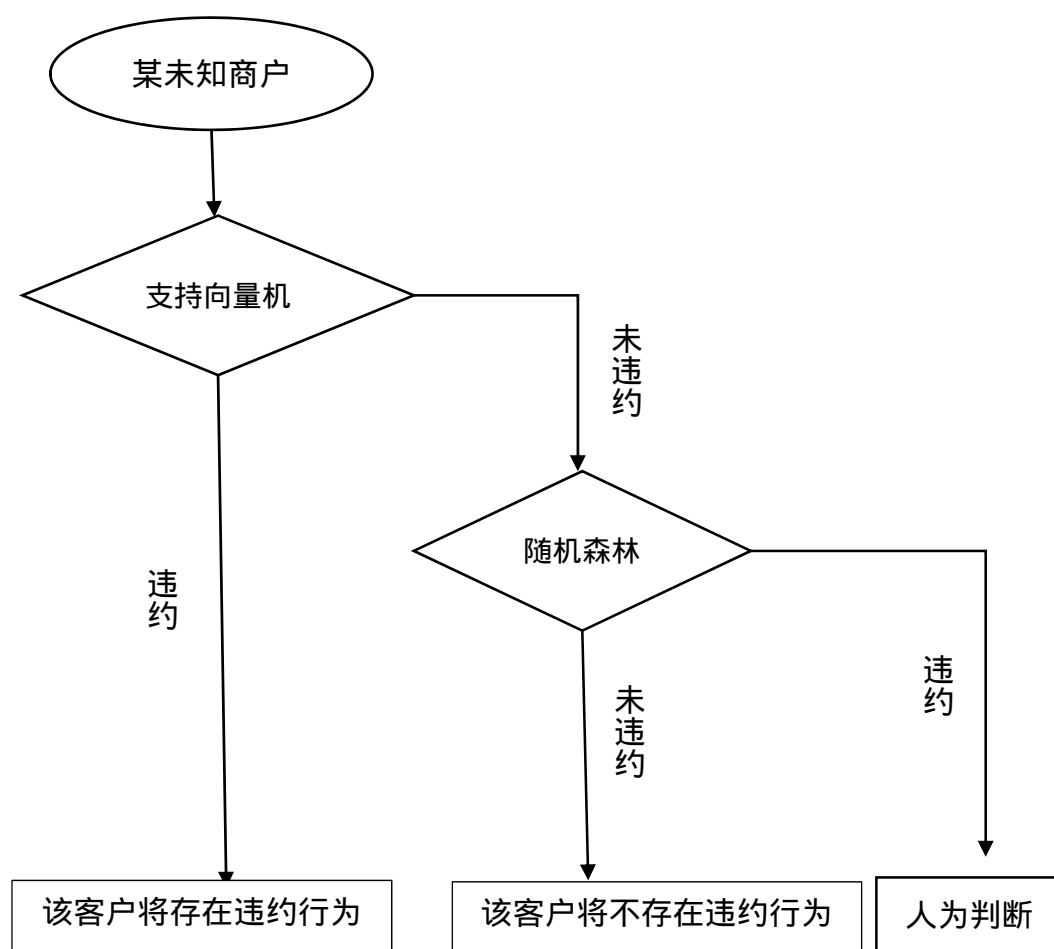 某未知商户
支持向量机
未违约
随机森林
违约
未违约
违约
该客户将存在违约行为
该客户将不存在违约行为
人为判断